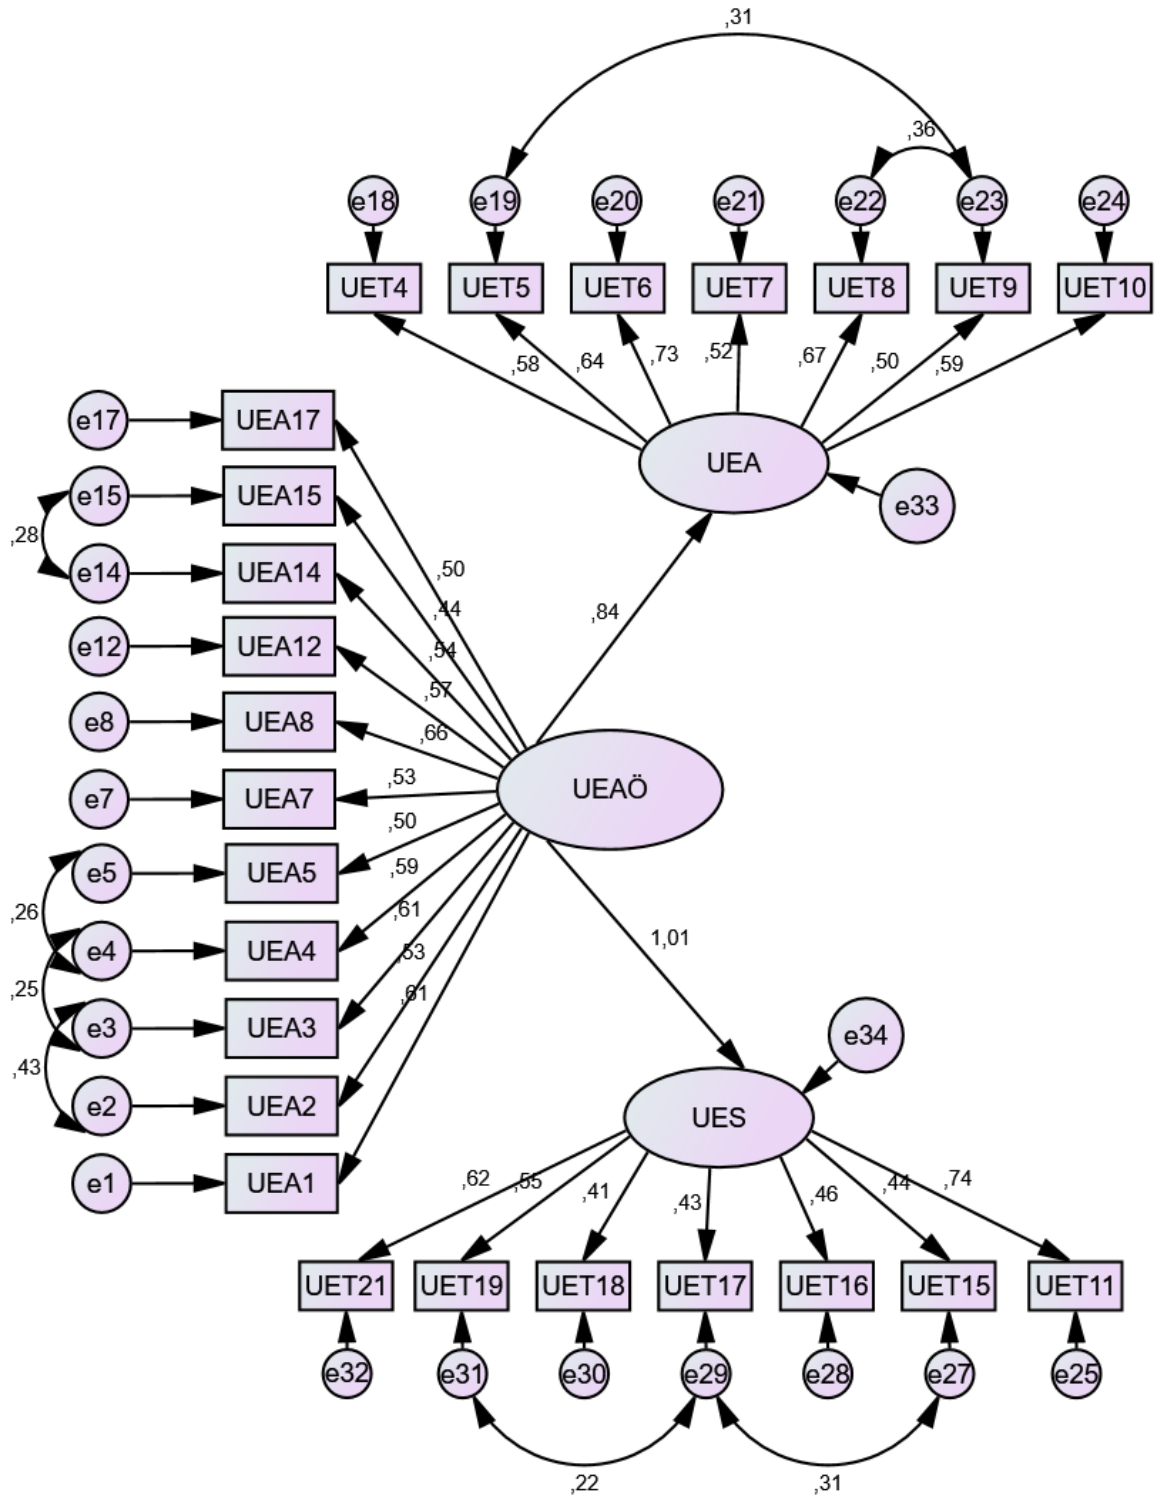 ,31
,36
e18 e19 e20 e21 e22 e23 e24
UET4 UET5 UET6 UET7 UET8 UET9 UET10
,58 ,64 ,73 ,52 ,67 ,50 ,59
UEA
e33
e17 UEA17
e15 UEA15
,28
e14 UEA14
e12 UEA12
e8 UEA8
e7 UEA7
e5 UEA5
,26
e4 UEA4
,25
e3 UEA3
,43
e2 UEA2
e1 UEA1
,50
,44
,54
,57
,66
,53
,50
,59
,61
,53
,61
,84
UEAÖ
1,01
e34
UES
,62 ,55 ,41 ,43 ,46 ,44 ,74
UET21 UET19 UET18 UET17 UET16 UET15 UET11
e32 e31 e30 e29 e28 e27 e25
,22 ,31